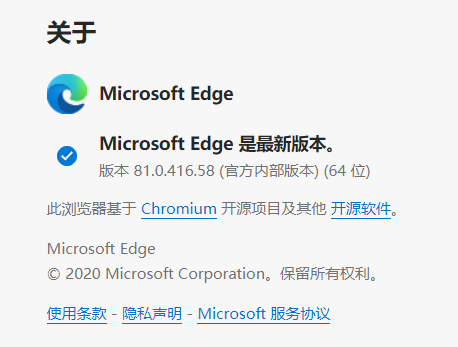 关于
Microsoft Edge
Microsoft Edge 是最新版本。
版本 81.0.416.58 (官方内部版本) (64 位)
此浏览器基于 Chromium 开源项目及其他 开源软件。
Microsoft Edge
© 2020 Microsoft Corporation。保留所有权利。
使用条款 - 隐私声明 - Microsoft 服务协议